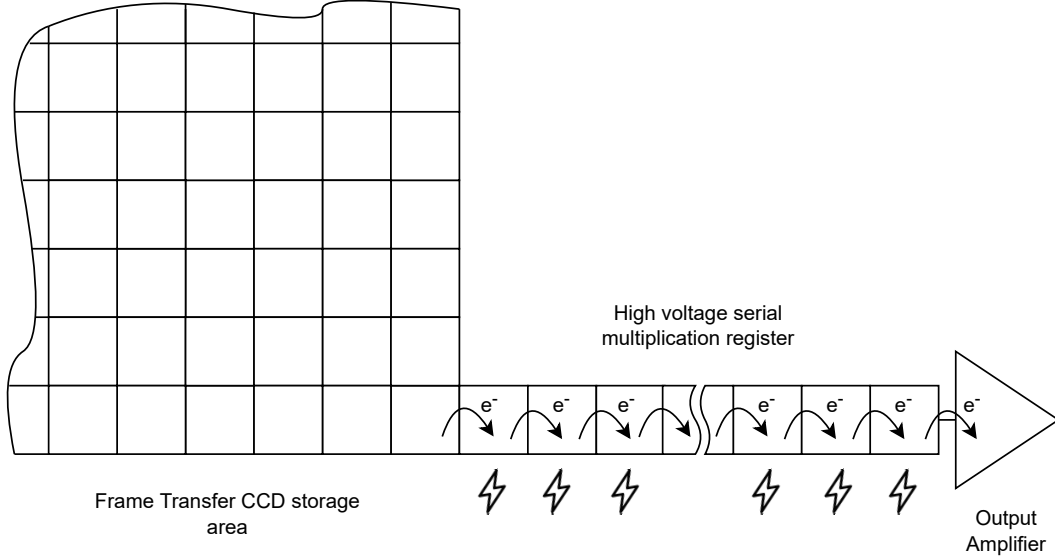 High voltage serial
multiplication register
e⁻ e⁻ e⁻ e⁻ e⁻ e⁻ e⁻
Frame Transfer CCD storage
area
Output
Amplifier